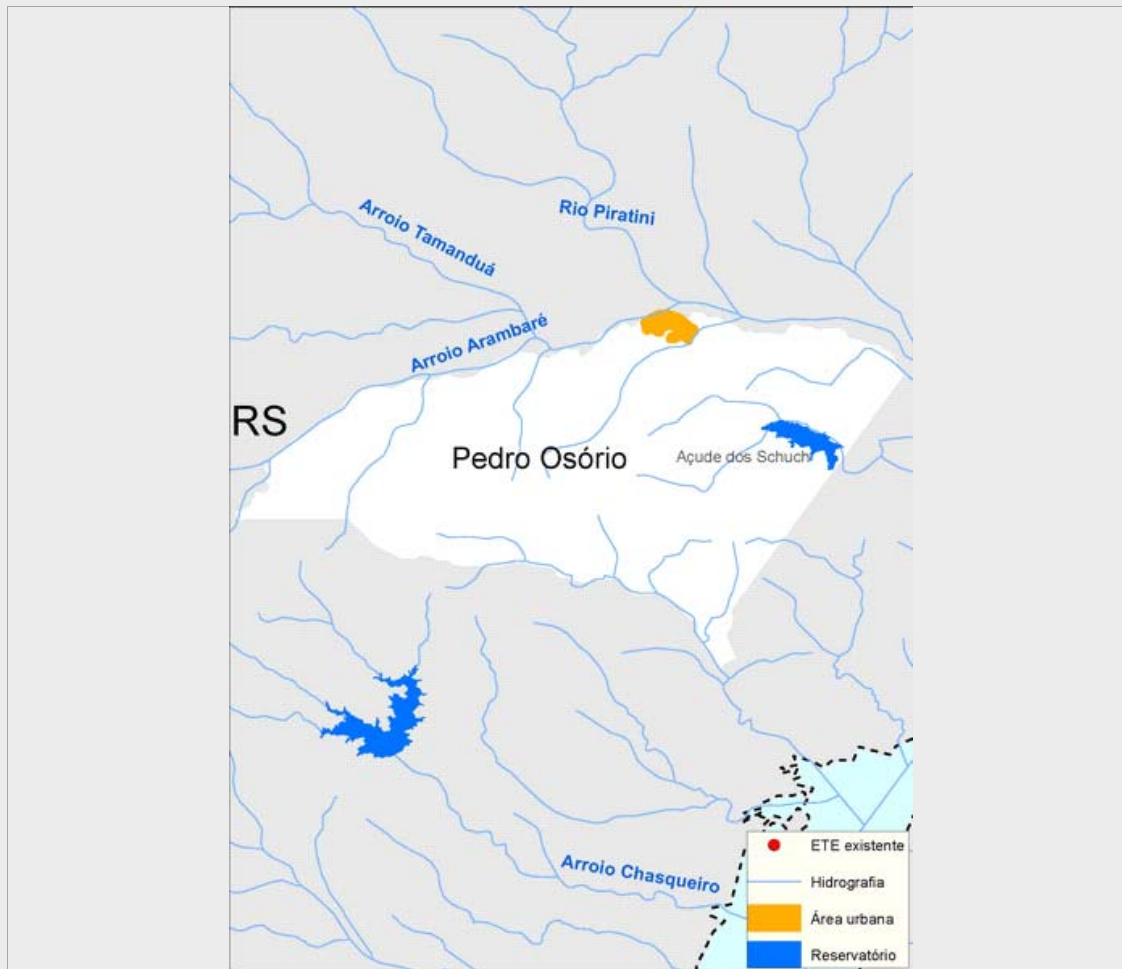 Rio Piratini
Arroio Tamanduá
Arroio Arambaré
RS
Pedro Osório
Açude dos Schuch
Arroio Chasqueiro
ETE existente
Hidrografia
Área urbana
Reservatório